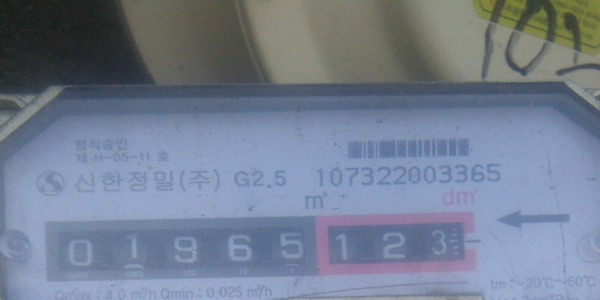 형식승인
제 H-05-11 호
신한정밀(주) G2.5 107322003365
m³ dm³
0 1 9 6 5 1 2 3
Qmax : 4.0 m³/h Qmin : 0.025 m³/h
tm : -20℃~60℃